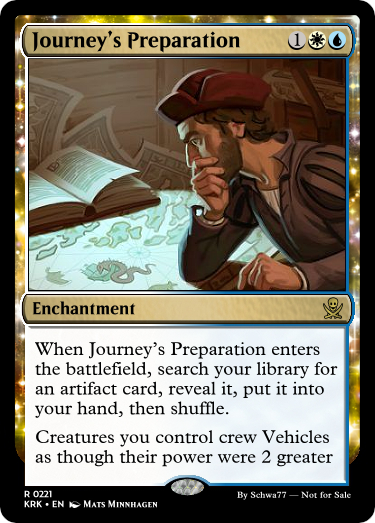 Journey's Preparation 1
Enchantment
When Journey's Preparation enters
the battlefield, search your library for
an artifact card, reveal it, put it into
your hand, then shuffle.
Creatures you control crew Vehicles
as though their power were 2 greater
R 0221
KRK • EN Mats Minnhagen
By Schwa77 — Not for Sale